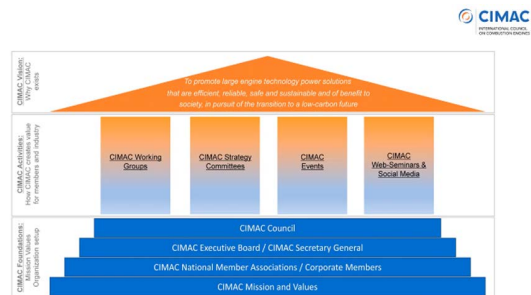 CIMAC
INTERNATIONAL COUNCIL
ON COMBUSTION ENGINES
CIMAC Vision:
Why CIMAC
exists
To promote large engine technology power solutions
that are efficient, reliable, safe and sustainable and of benefit to
society, in pursuit of the transition to a low-carbon future
CIMAC Activities:
How CIMAC creates value
for members and industry
CIMAC Working
Groups
CIMAC Strategy
Committees
CIMAC
Events
CIMAC
Web-Seminars &
Social Media
CIMAC Foundations:
Mission Values
Organization setup
CIMAC Council
CIMAC Executive Board / CIMAC Secretary General
CIMAC National Member Associations / Corporate Members
CIMAC Mission and Values